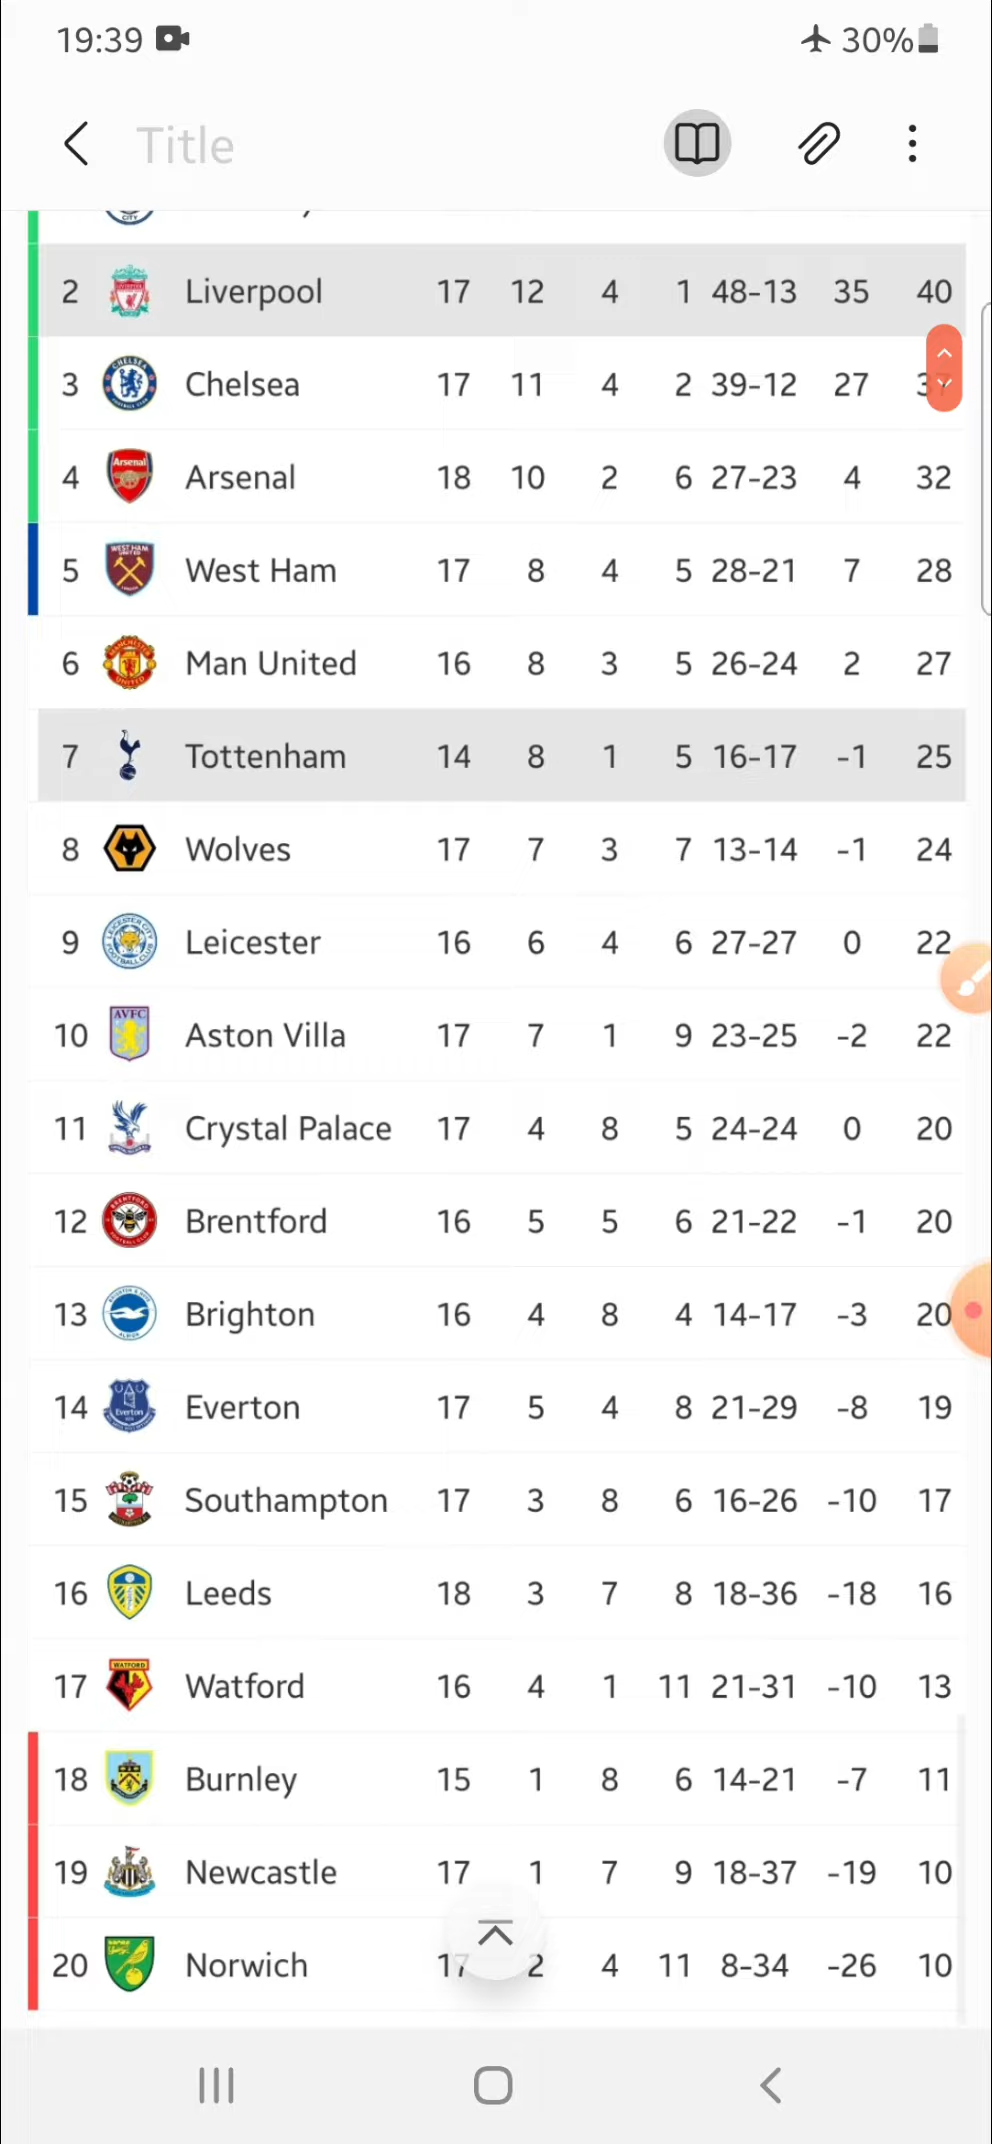 19:39 30%
Title
CITY
2 Liverpool 17 12 4 1 48-13 35 40
3 Chelsea 17 11 4 2 39-12 27 37
4 Arsenal 18 10 2 6 27-23 4 32
5 West Ham 17 8 4 5 28-21 7 28
6 Man United 16 8 3 5 26-24 2 27
7 Tottenham 14 8 1 5 16-17 -1 25
8 Wolves 17 7 3 7 13-14 -1 24
9 Leicester 16 6 4 6 27-27 0 22
10 AVFC Aston Villa 17 7 1 9 23-25 -2 22
11 Crystal Palace 17 4 8 5 24-24 0 20
12 Brentford 16 5 5 6 21-22 -1 20
13 Brighton 16 4 8 4 14-17 -3 20
14 Everton Everton 17 5 4 8 21-29 -8 19
15 Southampton 17 3 8 6 16-26 -10 17
16 Leeds 18 3 7 8 18-36 -18 16
17 WATFORD Watford 16 4 1 11 21-31 -10 13
18 Burnley 15 1 8 6 14-21 -7 11
19 Newcastle 17 1 7 9 18-37 -19 10
20 Norwich 17 2 4 11 8-34 -26 10